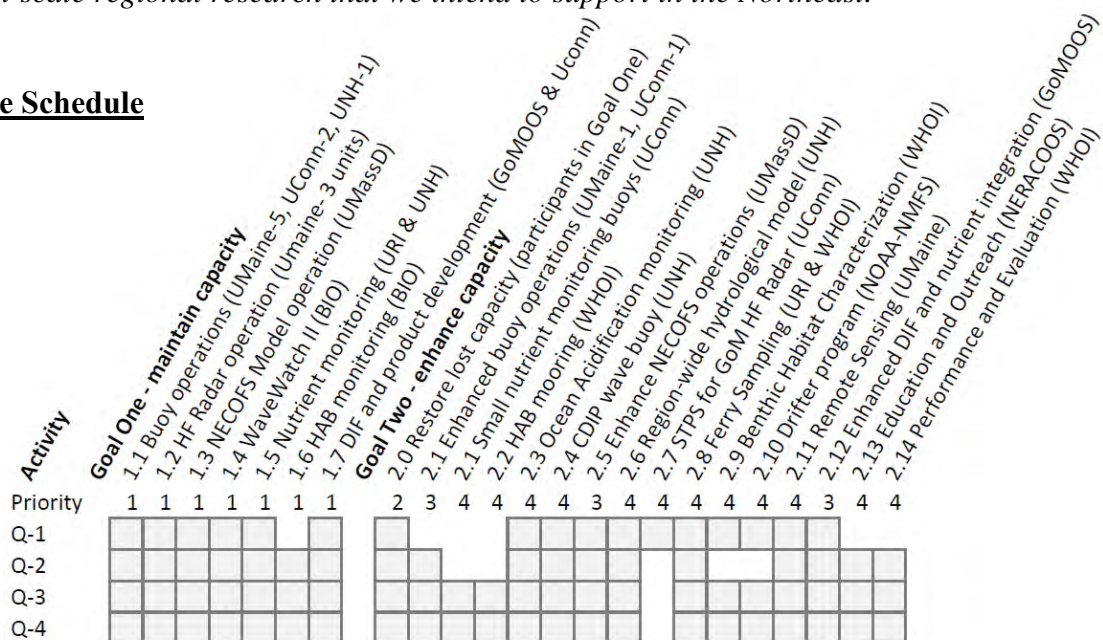 -scale regional research that we intend to support in the Northeast.
e Schedule
Activity
Goal One - maintain capacity
1.1 Buoy operations (UMaine-5, UConn-2, UNH-1)
1.2 HF Radar operation (Umaine- 3 units)
1.3 NECOFS Model operation (UMassD)
1.4 WaveWatch II (BIO)
1.5 Nutrient monitoring (URI & UNH)
1.6 HAB monitoring (BIO)
1.7 DIF and product development (GoMOOS & Uconn)
Goal Two - enhance capacity
2.0 Restore lost capacity (participants in Goal One)
2.1 Enhanced buoy operations (UMaine-1, UConn-1)
2.1 Small nutrient monitoring buoys (UConn)
2.2 HAB mooring (WHOI)
2.3 Ocean Acidification monitoring (UNH)
2.4 CDIP wave buoy (UNH)
2.5 Enhance NECOFS operations (UMassD)
2.6 Region-wide hydrological model (UNH)
2.7 STPS for GoM HF Radar (UConn)
2.8 Ferry Sampling (URI & WHOI)
2.9 Benthic Habitat Characterization (WHOI)
2.10 Drifter program (NOAA-NMFS)
2.11 Remote Sensing (UMaine)
2.12 Enhanced DIF and nutrient integration (GoMOOS)
2.13 Education and Outreach (NERACOOS)
2.14 Performance and Evaluation (WHOI)
Priority 1 1 1 1 1 1 1 2 3 4 4 4 4 3 4 4 4 4 4 4 3 4 4
Q-1
Q-2
Q-3
Q-4